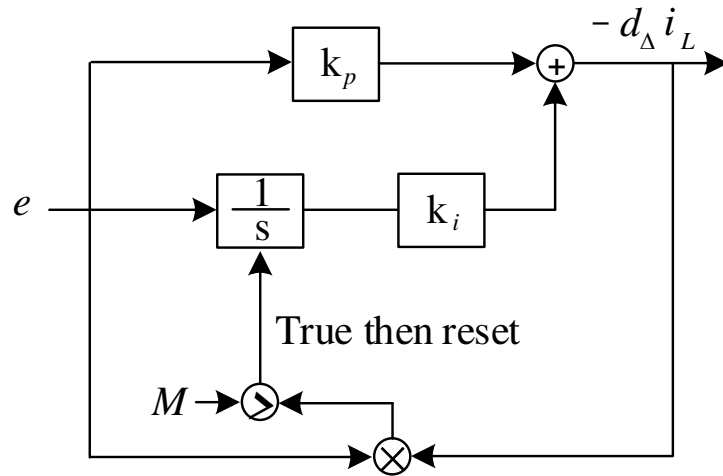 − d_Δ i_L
k_p
+
e
1
s
k_i
True then reset
M >
×